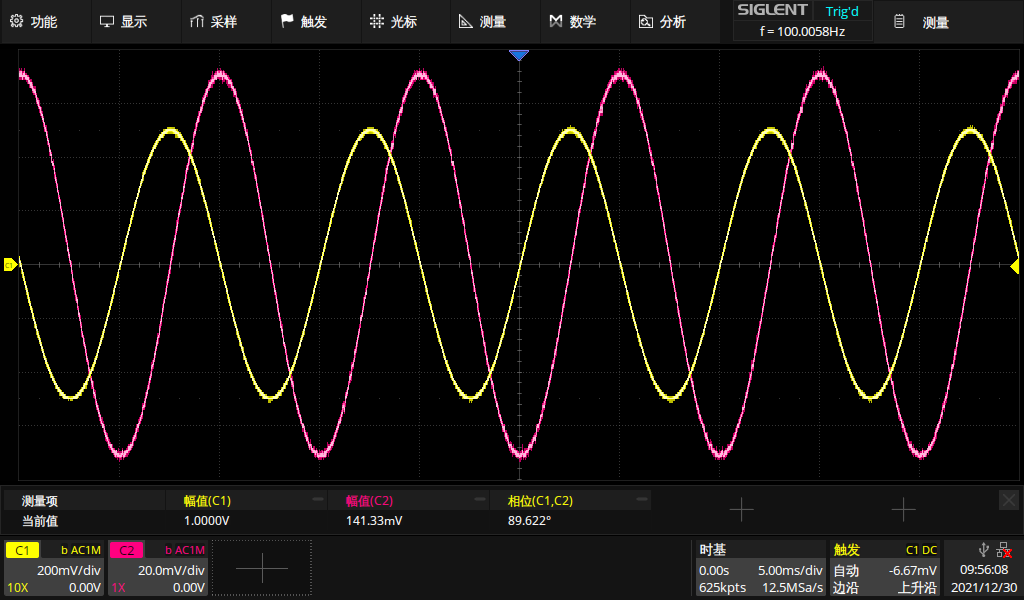 功能 显示 采样 触发 光标 测量 数学 分析 SIGLENT Trig'd 测量
f = 100.0058Hz
C1
测量项 幅值(C1) 幅值(C2) 相位(C1,C2)
当前值 1.0000V 141.33mV 89.622°
C1 b AC1M C2 b AC1M 时基 触发 C1 DC
200mV/div 20.0mV/div 0.00s 5.00ms/div 自动 -6.67mV 09:56:08
10X 0.00V 1X 0.00V 625kpts 12.5MSa/s 边沿 上升沿 2021/12/30